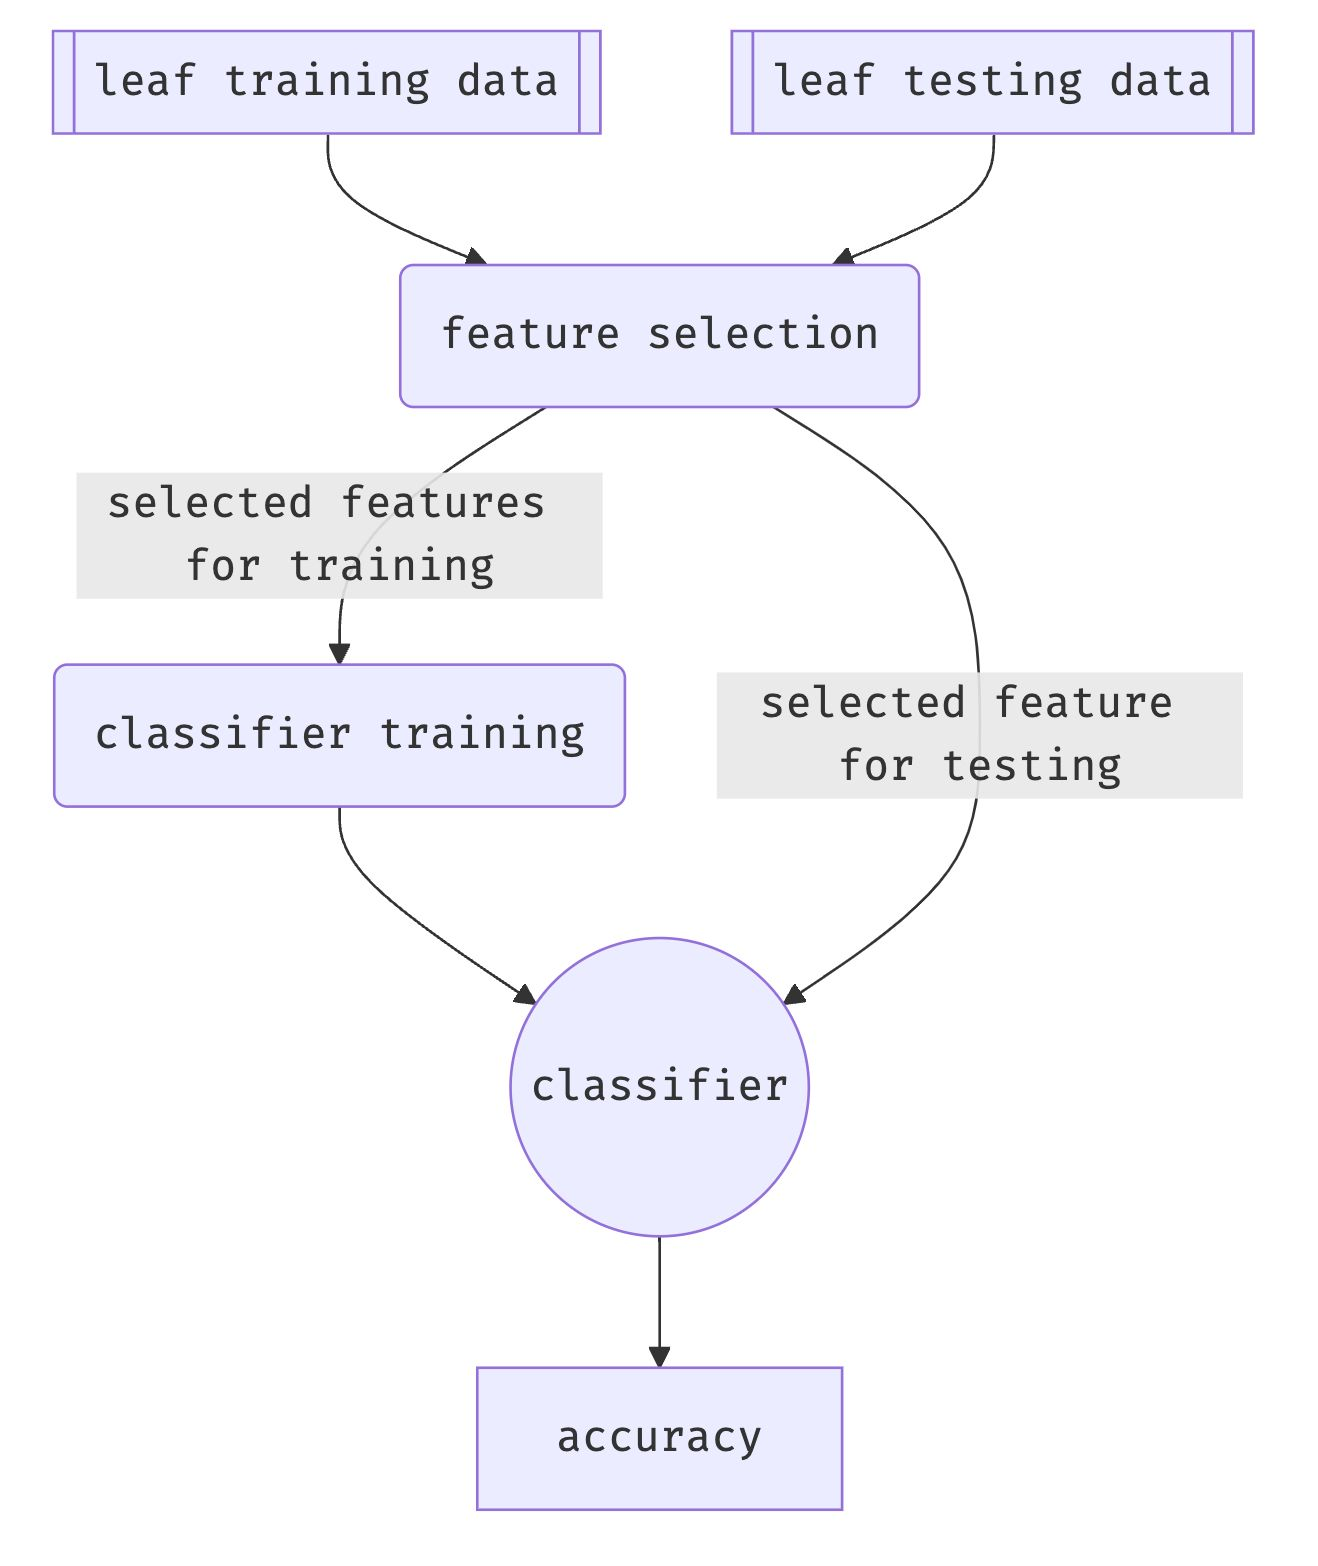 leaf training data
leaf testing data
feature selection
selected features
for training
classifier training
selected feature
for testing
classifier
accuracy